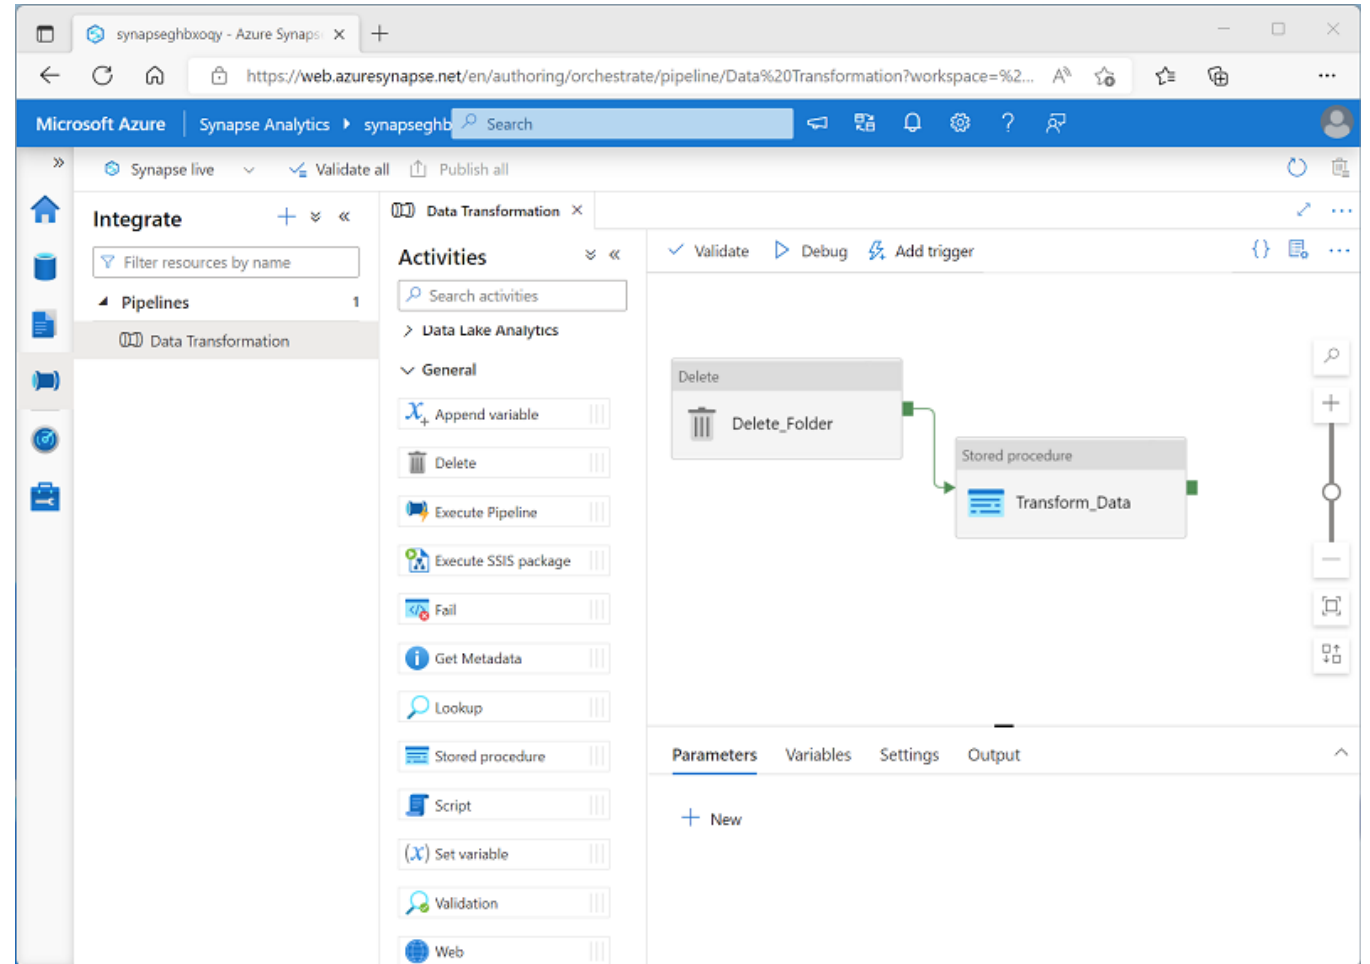 synapseghbxoqy - Azure Synaps
https://web.azuresynapse.net/en/authoring/orchestrate/pipeline/Data%20Transformation?workspace=%2...
Microsoft Azure
Synapse Analytics
synapseghb
Search
Synapse live
Validate all
Publish all
Integrate
Filter resources by name
Pipelines 1
Data Transformation
Data Transformation
Activities
Search activities
Data Lake Analytics
General
Append variable
Delete
Execute Pipeline
Execute SSIS package
Fail
Get Metadata
Lookup
Stored procedure
Script
Set variable
Validation
Web
Validate
Debug
Add trigger
Delete
Delete_Folder
Stored procedure
Transform_Data
Parameters
Variables
Settings
Output
New